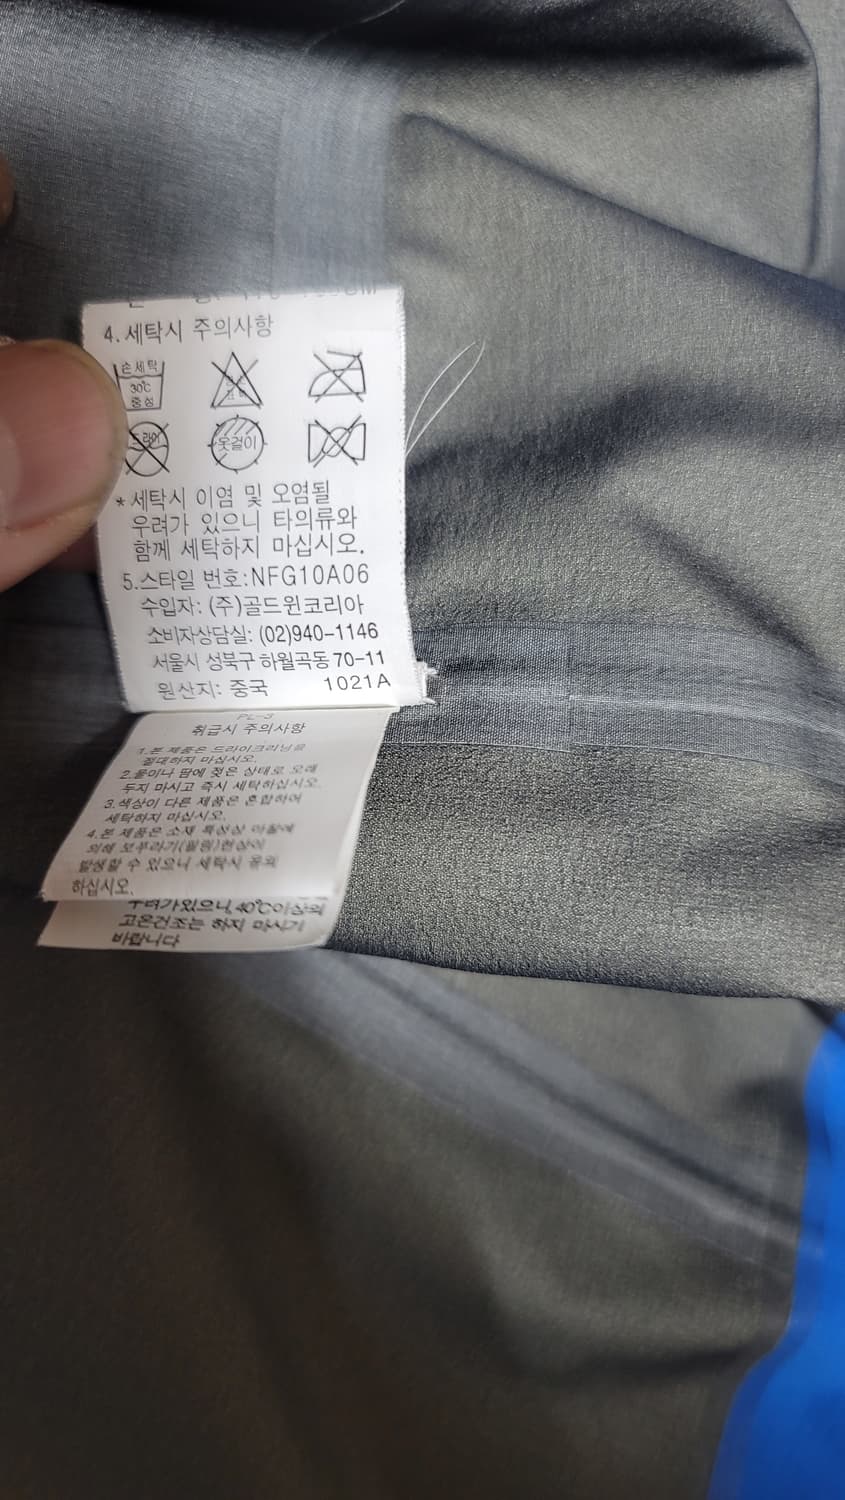 4.세탁시 주의사항
손세탁
30℃
중성
드라이
옷걸이
*세탁시 이염 및 오염될
우려가 있으니 타의류와
함께 세탁하지 마십시오.
5.스타일 번호:NFG10A06
수입자: (주)골드윈코리아
소비자상담실: (02)940-1146
서울시 성북구 하월곡동 70-11
원산지: 중국 1021A
PL-3
취급시 주의사항
1.본 제품은 드라이크리닝을
절대하지 마십시오.
2.물이나 땀에 젖은 상태로 오래
두지 마시고 즉시 세탁하십시오.
3.색상이 다른 제품은 혼합하여
세탁하지 마십시오.
4.본 제품은 소재 특성상 마찰에
의해 보푸라기(필링)현상이
발생할 수 있으니 세탁시 유의
하십시오.
우려가있으니,40℃이상의
고온건조는 하지 마시기
바랍니다